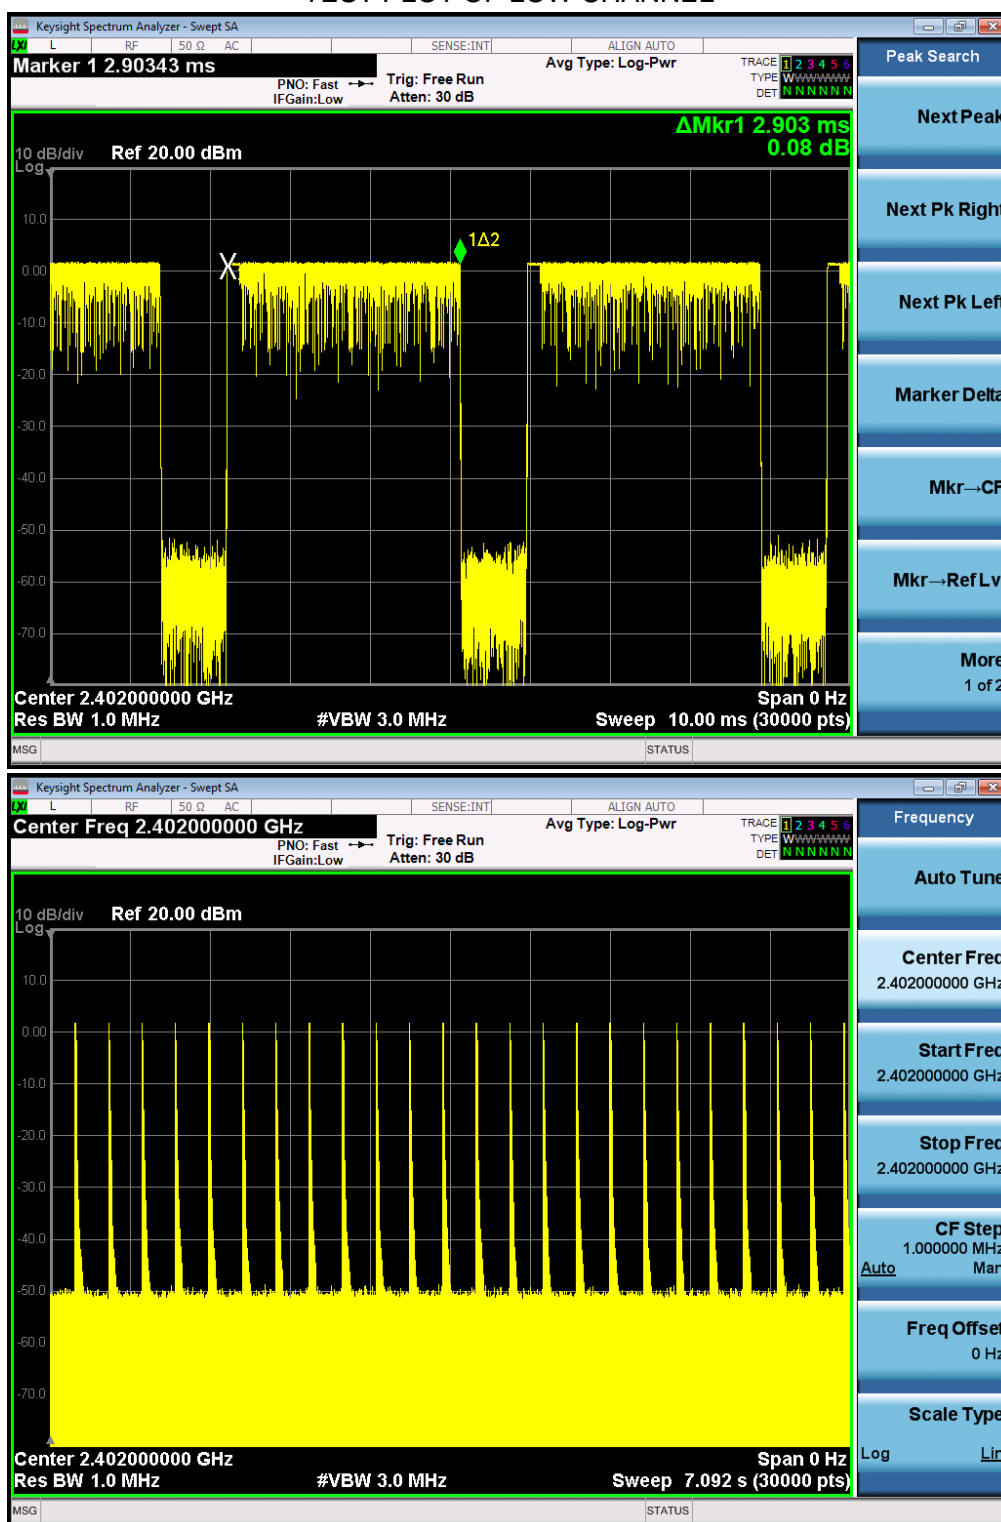 TEST PLOT OF LOW CHANNEL
Keysight Spectrum Analyzer - Swept SA
LXI L RF 50 Ω AC SENSE:INT ALIGN AUTO
Marker 1 2.90343 ms
PNO: Fast
IFGain:Low
Trig: Free Run
Atten: 30 dB
Avg Type: Log-Pwr
TRACE 1 2 3 4 5 6
TYPE WWWWWW
DET N N N N N N
ΔMkr1 2.903 ms
0.08 dB
10 dB/div Ref 20.00 dBm
Log
10.0
0.00
-10.0
-20.0
-30.0
-40.0
-50.0
-60.0
-70.0
X
1Δ2
Center 2.402000000 GHz Span 0 Hz
Res BW 1.0 MHz #VBW 3.0 MHz Sweep 10.00 ms (30000 pts)
MSG STATUS
Peak Search
Next Peak
Next Pk Right
Next Pk Left
Marker Delta
Mkr→CF
Mkr→Ref Lv
More
1 of 2
Keysight Spectrum Analyzer - Swept SA
LXI L RF 50 Ω AC SENSE:INT ALIGN AUTO
Center Freq 2.402000000 GHz
PNO: Fast
IFGain:Low
Trig: Free Run
Atten: 30 dB
Avg Type: Log-Pwr
TRACE 1 2 3 4 5 6
TYPE WWWWWW
DET N N N N N N
10 dB/div Ref 20.00 dBm
Log
10.0
0.00
-10.0
-20.0
-30.0
-40.0
-50.0
-60.0
-70.0
Center 2.402000000 GHz Span 0 Hz
Res BW 1.0 MHz #VBW 3.0 MHz Sweep 7.092 s (30000 pts)
MSG STATUS
Frequency
Auto Tune
Center Freq
2.402000000 GHz
Start Freq
2.402000000 GHz
Stop Freq
2.402000000 GHz
CF Step
1.000000 MHz
Auto Man
Freq Offset
0 Hz
Scale Type
Log Lin